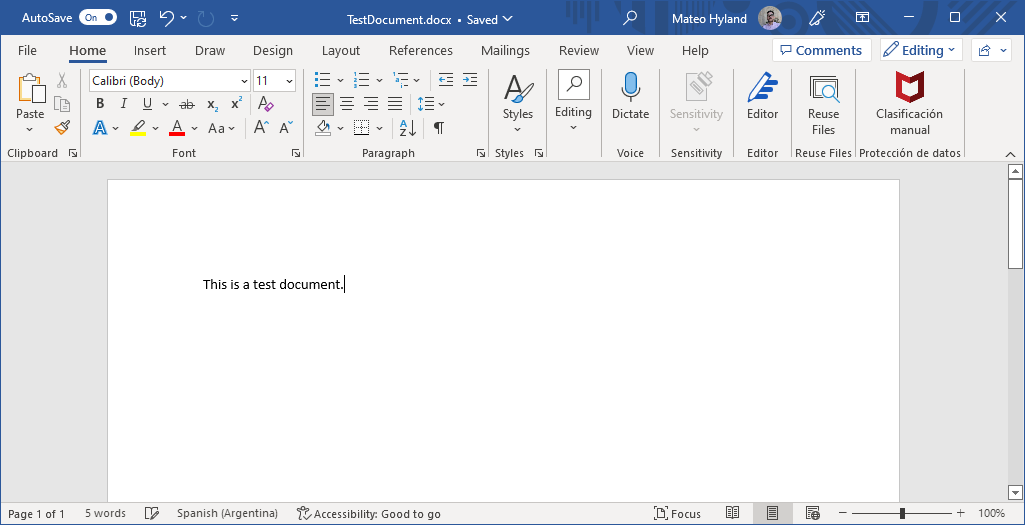 AutoSave On TestDocument.docx • Saved Mateo Hyland
File Home Insert Draw Design Layout References Mailings Review View Help Comments Editing
Calibri (Body) 11
B I U ab x₂ x² A
A A A Aa A A A Z ¶
Paste Styles Editing Dictate Sensitivity Editor Reuse Files Clasificación manual
Clipboard Font Paragraph Styles Voice Sensitivity Editor Reuse Files Protección de datos
This is a test document.
Page 1 of 1 5 words Spanish (Argentina) Accessibility: Good to go Focus 100%